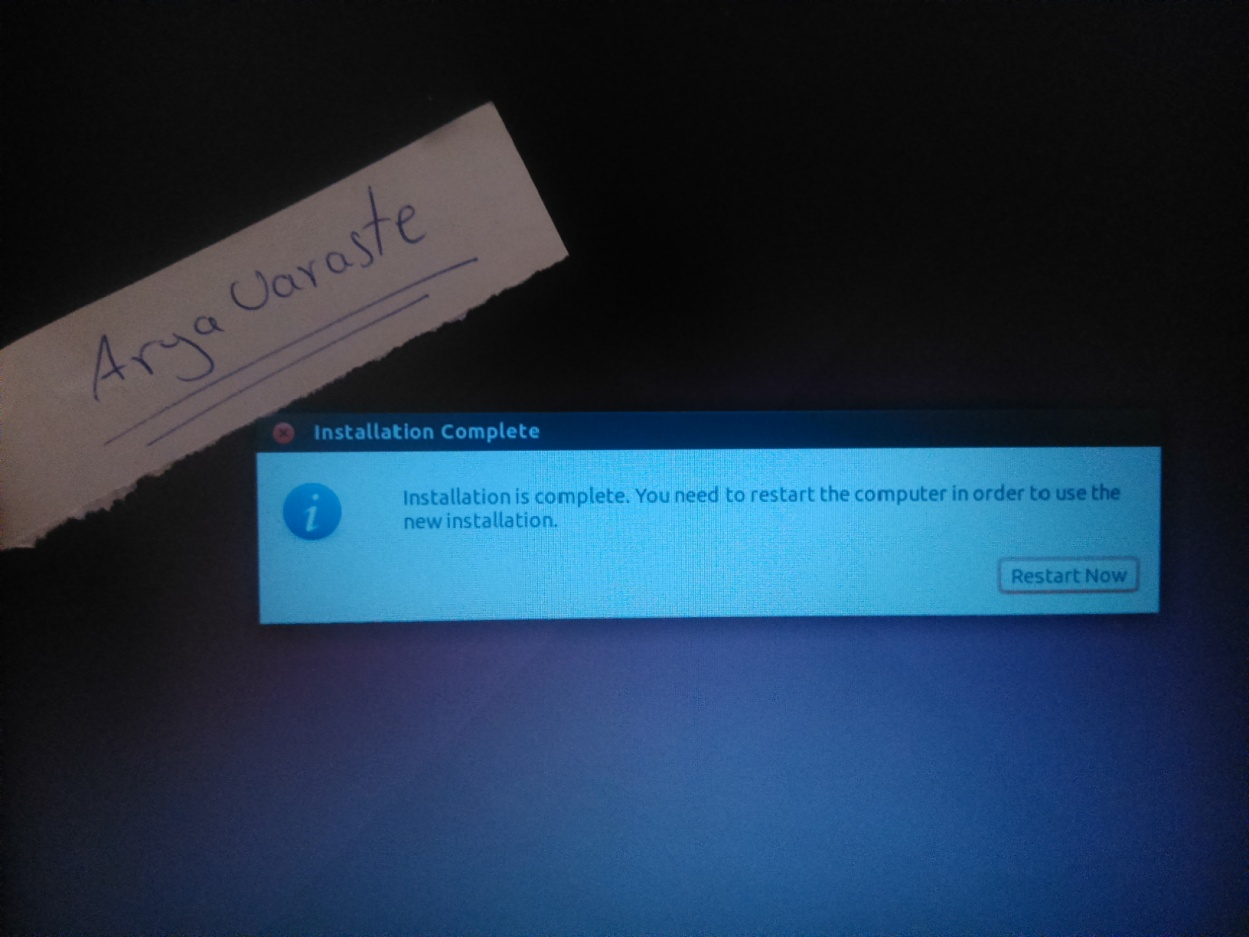 Arya Varaste
Installation Complete
Installation is complete. You need to restart the computer in order to use the
new installation.
Restart Now